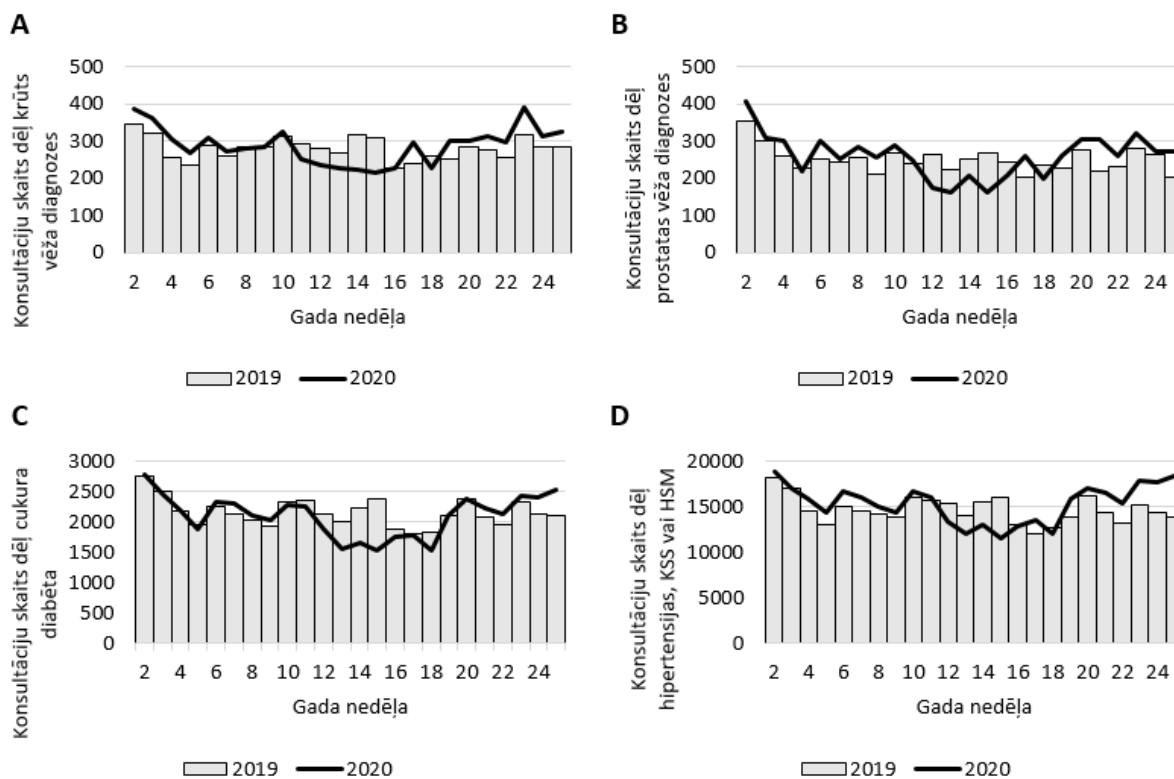 A
Konsultāciju skaits dēļ krūts
vēža diagnozes
500
400
300
200
100
0
2 4 6 8 10 12 14 16 18 20 22 24
Gada nedēļa
2019 2020
B
Konsultāciju skaits dēļ
prostatas vēža diagnozes
500
400
300
200
100
0
2 4 6 8 10 12 14 16 18 20 22 24
Gada nedēļa
2019 2020
C
Konsultāciju skaits dēļ cukura
diabēta
3000
2500
2000
1500
1000
500
0
2 4 6 8 10 12 14 16 18 20 22 24
Gada nedēļa
2019 2020
D
Konsultāciju skaits dēļ
hipertensijas, KSS vai HSM
20000
15000
10000
5000
0
2 4 6 8 10 12 14 16 18 20 22 24
Gada nedēļa
2019 2020